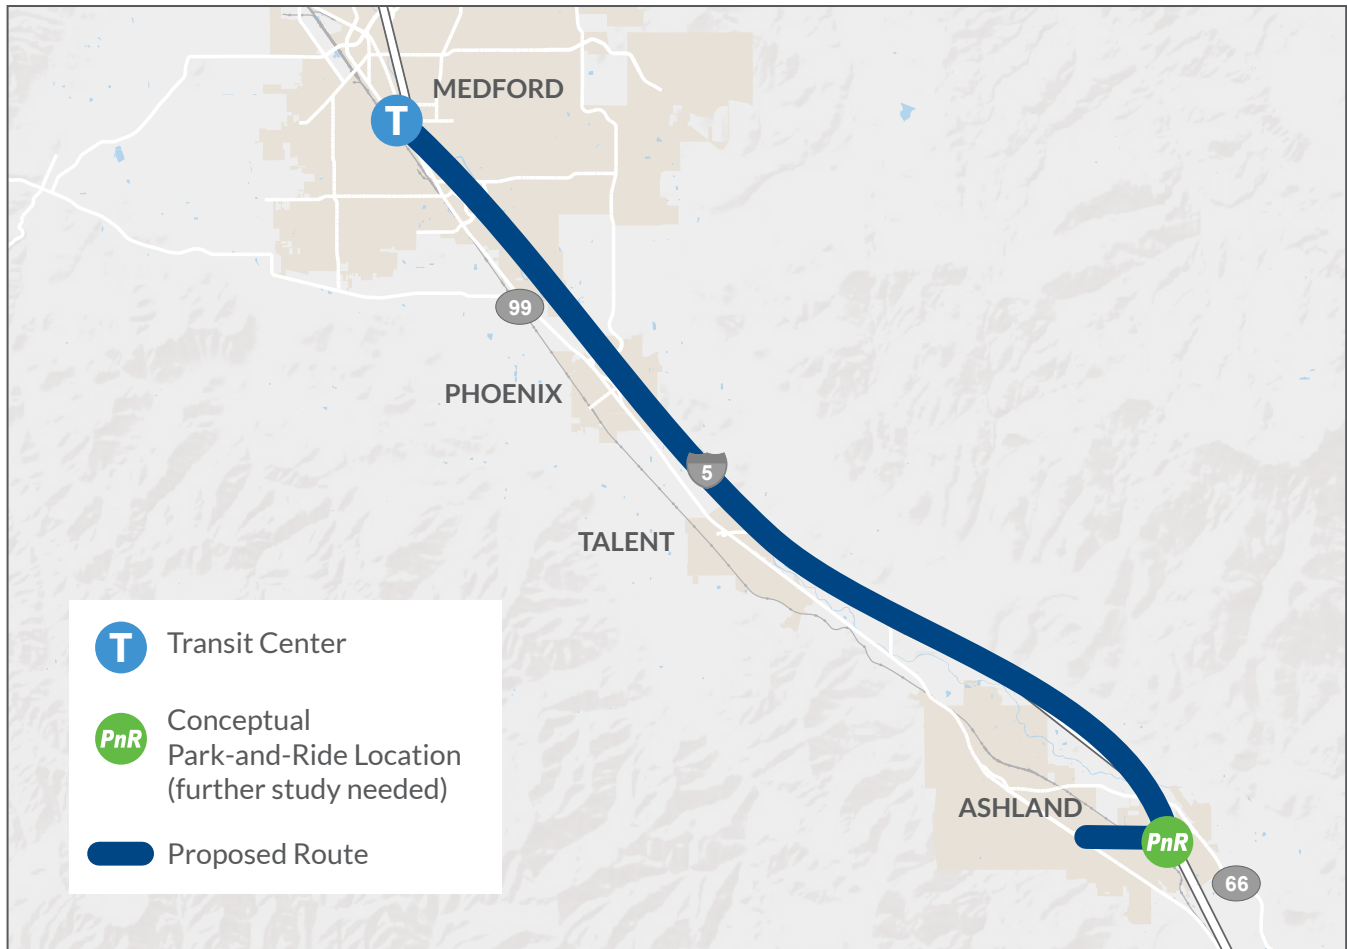 MEDFORD
T
99
PHOENIX
5
TALENT
T Transit Center
PnR Conceptual
Park-and-Ride Location
(further study needed)
Proposed Route
ASHLAND
PnR
66